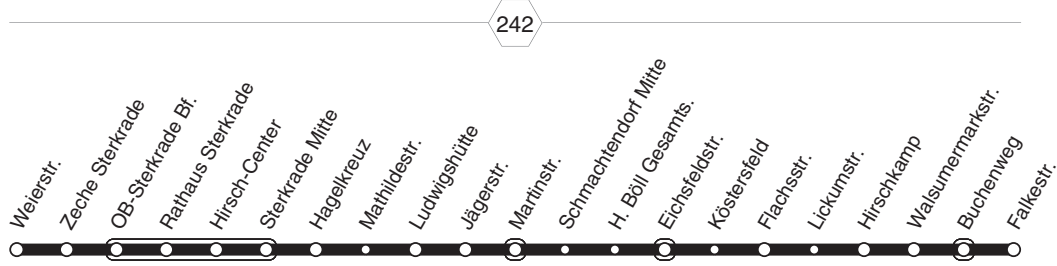 242
Weierstr.
Zeche Sterkrade
OB-Sterkrade Bf.
Rathaus Sterkrade
Hirsch-Center
Sterkrade Mitte
Hagelkreuz
Mathildestr.
Ludwigshütte
Jägerstr.
Martinstr.
Schmachtendorf Mitte
H. Böll Gesamts.
Eichsfeldstr.
Köstersfeld
Flachsstr.
Lickumstr.
Hirschkamp
Walsumermarkstr.
Buchenweg
Falkestr.